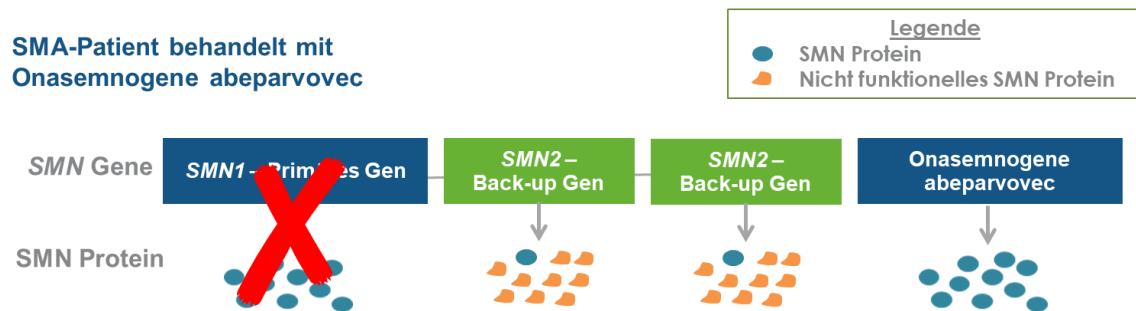 SMA-Patient behandelt mit
Onasemnogene abeparvovec
Legende
SMN Protein
Nicht funktionelles SMN Protein
SMN Gene
SMN1 – Gen
SMN2 –
Back-up Gen
SMN2 –
Back-up Gen
Onasemnogene
abeparvovec
SMN Protein